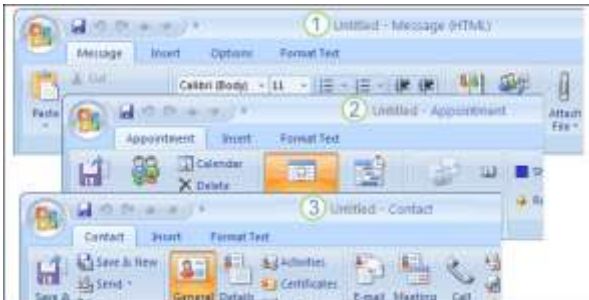 1 Untitled - Message (HTML)
Message Insert Options Format Text
Cut
Calibri (Body) 11
Paste
Attach
File
2 Untitled - Appointment
Appointment Insert Format Text
Calendar
Delete
3 Untitled - Contact
Contact Insert Format Text
Save & New Activities
Send Certificates
Save & General Details E-mail Meeting Call